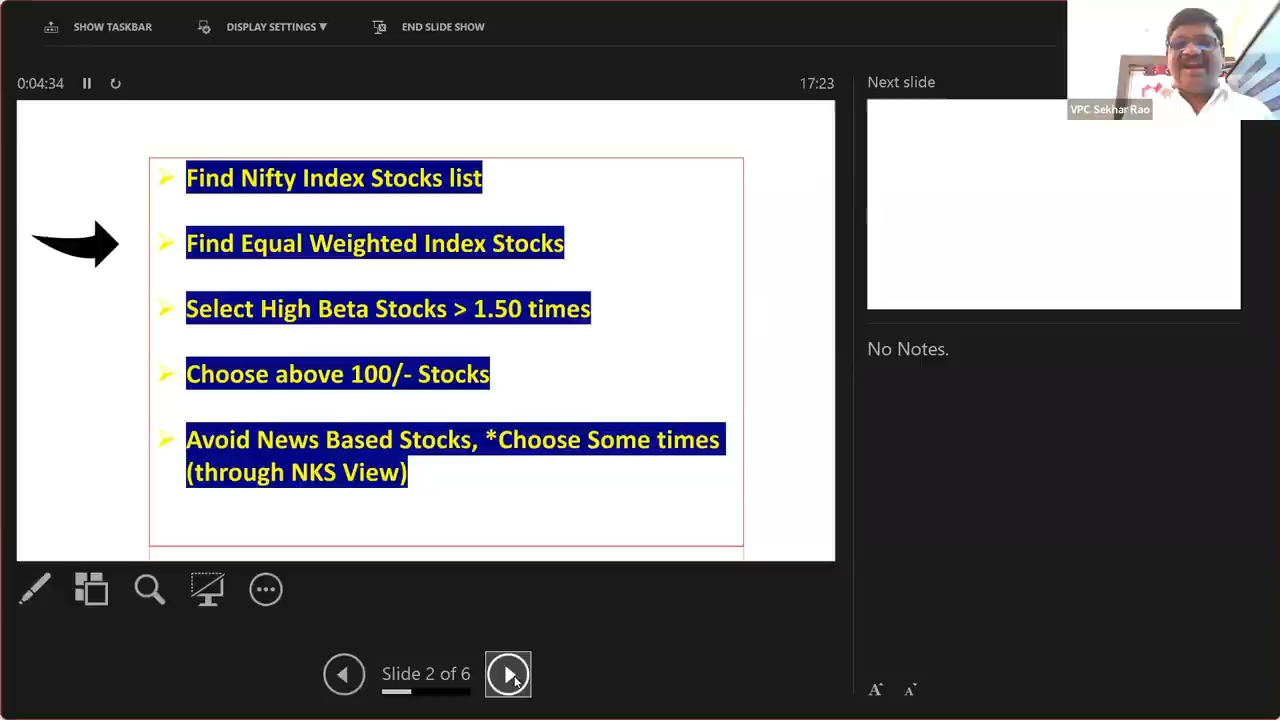 SHOW TASKBAR
DISPLAY SETTINGS ▼
END SLIDE SHOW
0:04:34
17:23
Next slide
VPC Sekhar Rao
Find Nifty Index Stocks list
Find Equal Weighted Index Stocks
Select High Beta Stocks > 1.50 times
Choose above 100/- Stocks
Avoid News Based Stocks, *Choose Some times
(through NKS View)
No Notes.
Slide 2 of 6
A A